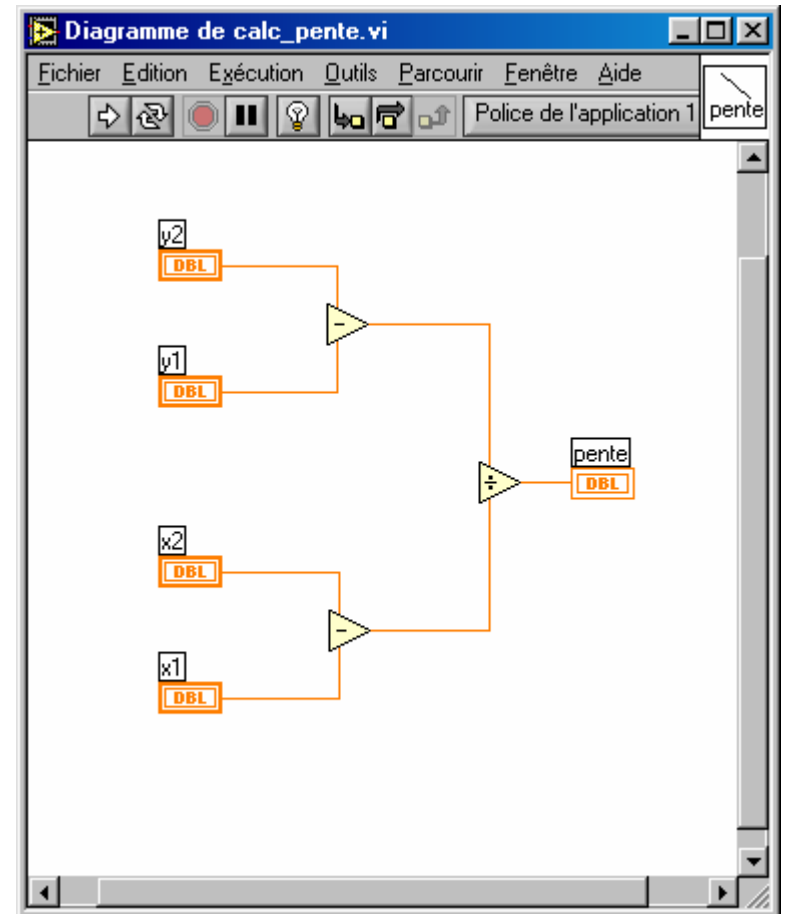 Diagramme de calc_pente.vi
Fichier Edition Exécution Outils Parcourir Fenêtre Aide
Police de l'application 1
pente
y2
DBL
-
y1
DBL
pente
÷
DBL
x2
DBL
-
x1
DBL